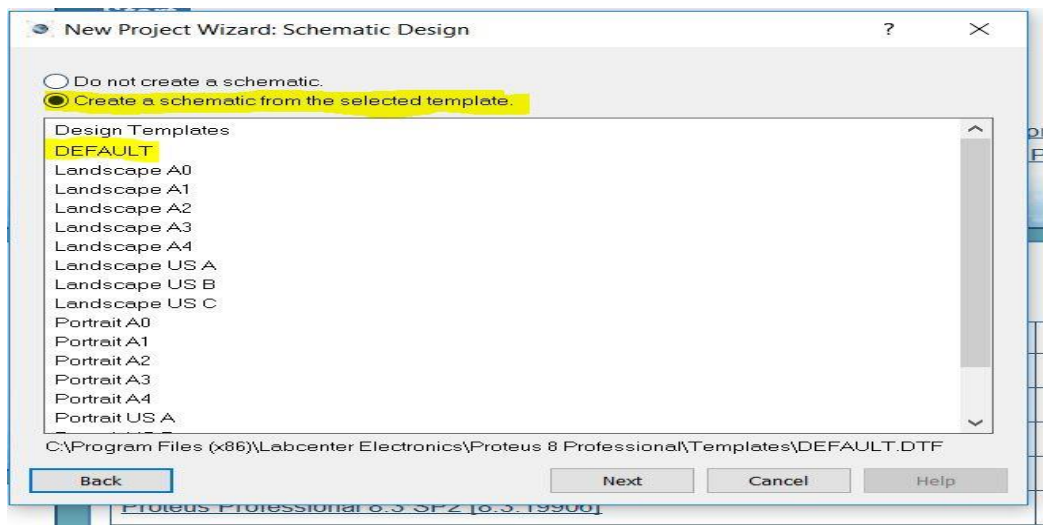 New Project Wizard: Schematic Design ?
Do not create a schematic.
Create a schematic from the selected template.
Design Templates
DEFAULT
Landscape A0
Landscape A1
Landscape A2
Landscape A3
Landscape A4
Landscape US A
Landscape US B
Landscape US C
Portrait A0
Portrait A1
Portrait A2
Portrait A3
Portrait A4
Portrait US A
C:\Program Files (x86)\Labcenter Electronics\Proteus 8 Professional\Templates\DEFAULT.DTF
Back Next Cancel Help
Proteus Professional 8.3 SP2 [8.3.19906]